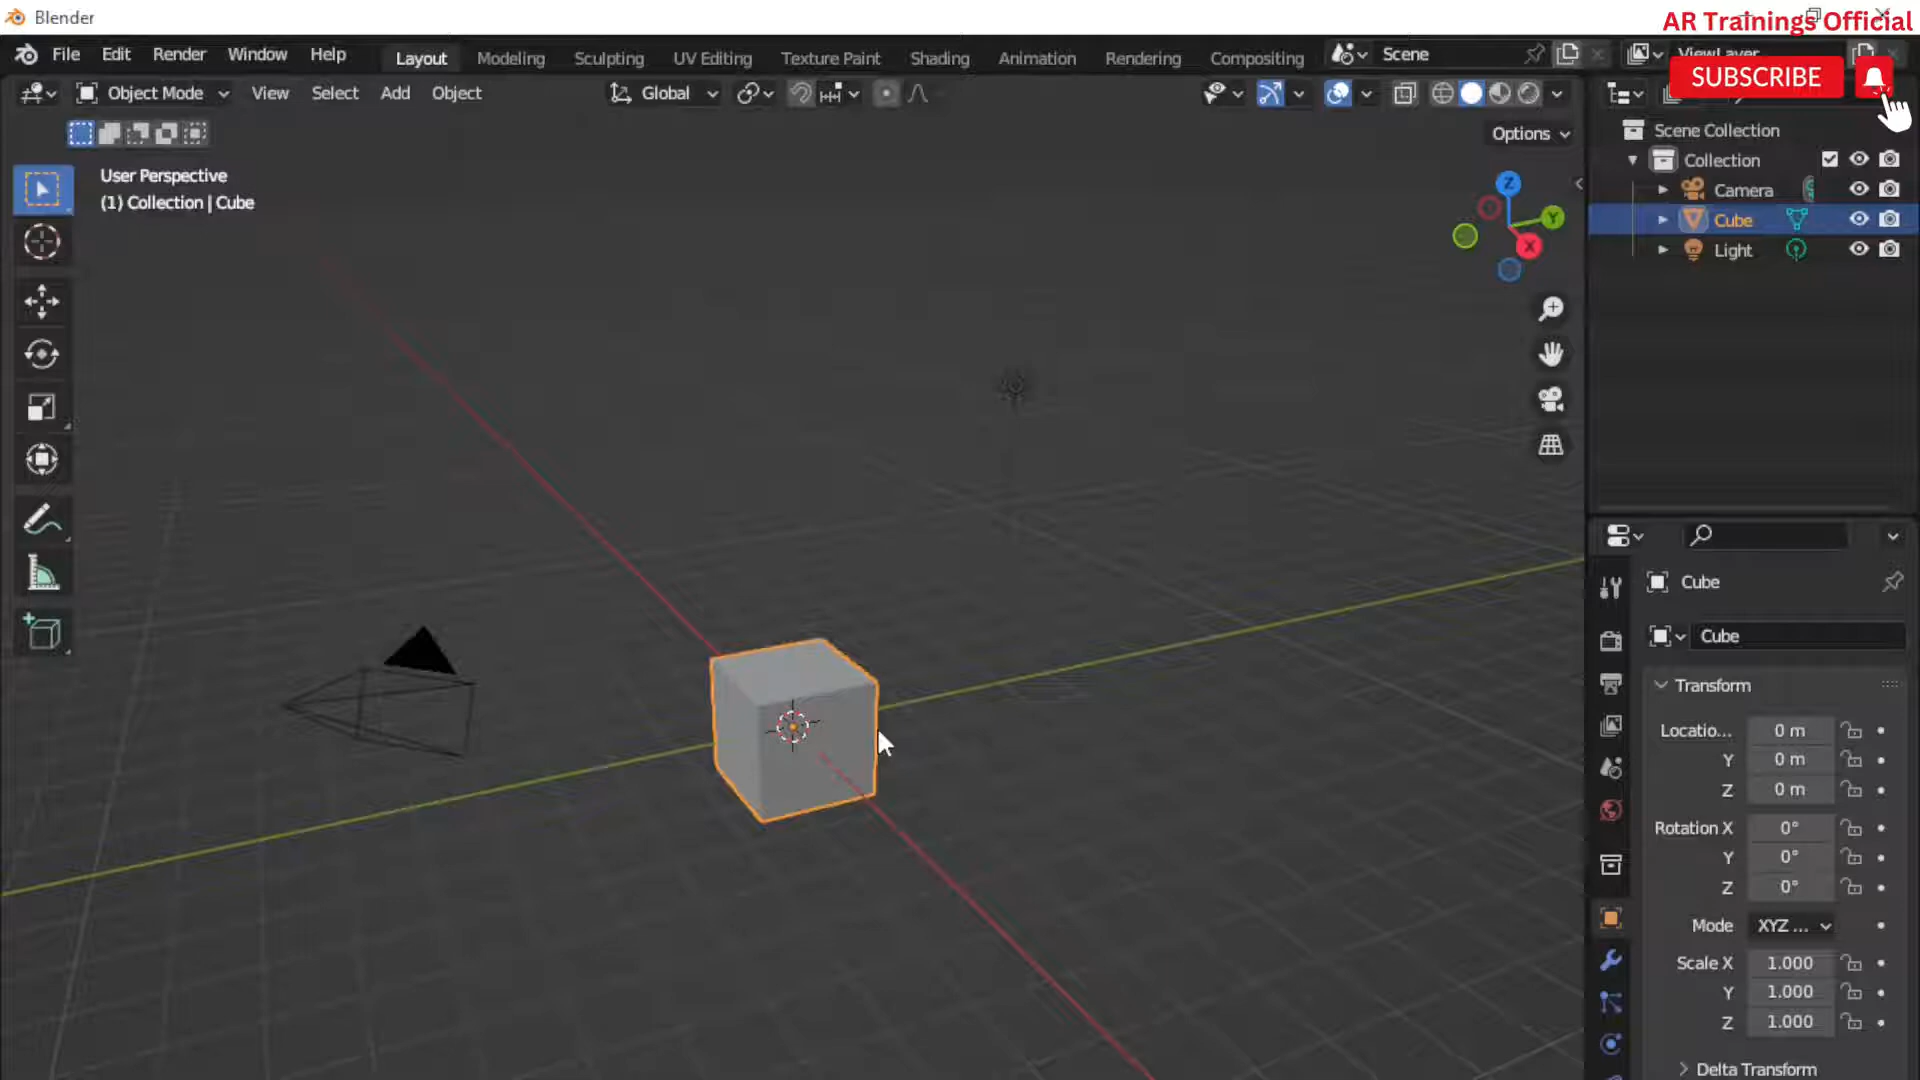 Blender
AR Trainings Official
File Edit Render Window Help Layout Modeling Sculpting UV Editing Texture Paint Shading Animation Rendering Compositing Scene ViewLayer
SUBSCRIBE
Object Mode View Select Add Object Global
Options
User Perspective
(1) Collection | Cube
Z
Y
X
Scene Collection
Collection
Camera
Cube
Light
Cube
Cube
Transform
Locatio... 0 m
Y 0 m
Z 0 m
Rotation X 0°
Y 0°
Z 0°
Mode XYZ ...
Scale X 1.000
Y 1.000
Z 1.000
Delta Transform